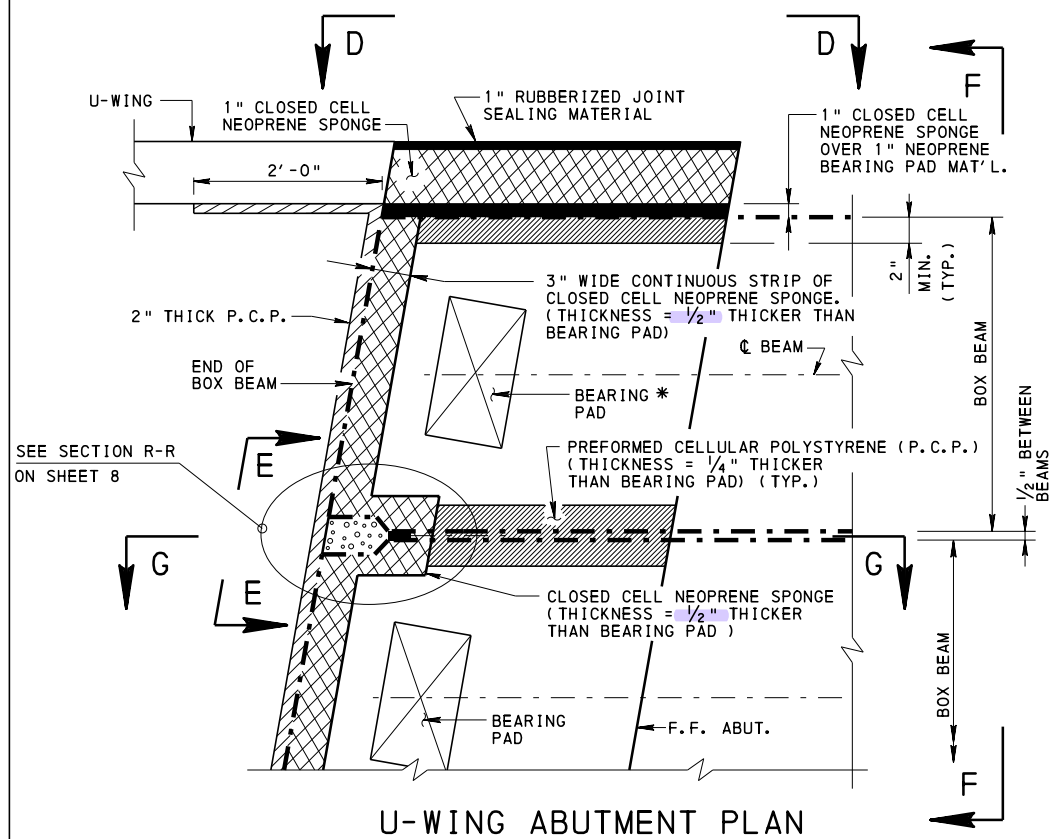 D
D
F
U-WING
1" CLOSED CELL
NEOPRENE SPONGE
1" RUBBERIZED JOINT
SEALING MATERIAL
1" CLOSED CELL
NEOPRENE SPONGE
OVER 1" NEOPRENE
BEARING PAD MAT'L.
2'-0"
2"
MIN.
(TYP.)
3" WIDE CONTINUOUS STRIP OF
CLOSED CELL NEOPRENE SPONGE.
(THICKNESS = 1/2" THICKER THAN
BEARING PAD)
2" THICK P.C.P.
℄ BEAM
BOX BEAM
END OF
BOX BEAM
BEARING *
PAD
SEE SECTION R-R
ON SHEET 8
E
PREFORMED CELLULAR POLYSTYRENE (P.C.P.)
(THICKNESS = 1/4" THICKER
THAN BEARING PAD) (TYP.)
1/2" BETWEEN
BEAMS
G
G
E
CLOSED CELL NEOPRENE SPONGE
(THICKNESS = 1/2" THICKER
THAN BEARING PAD )
BOX BEAM
BEARING
PAD
F.F. ABUT.
F
U-WING ABUTMENT PLAN